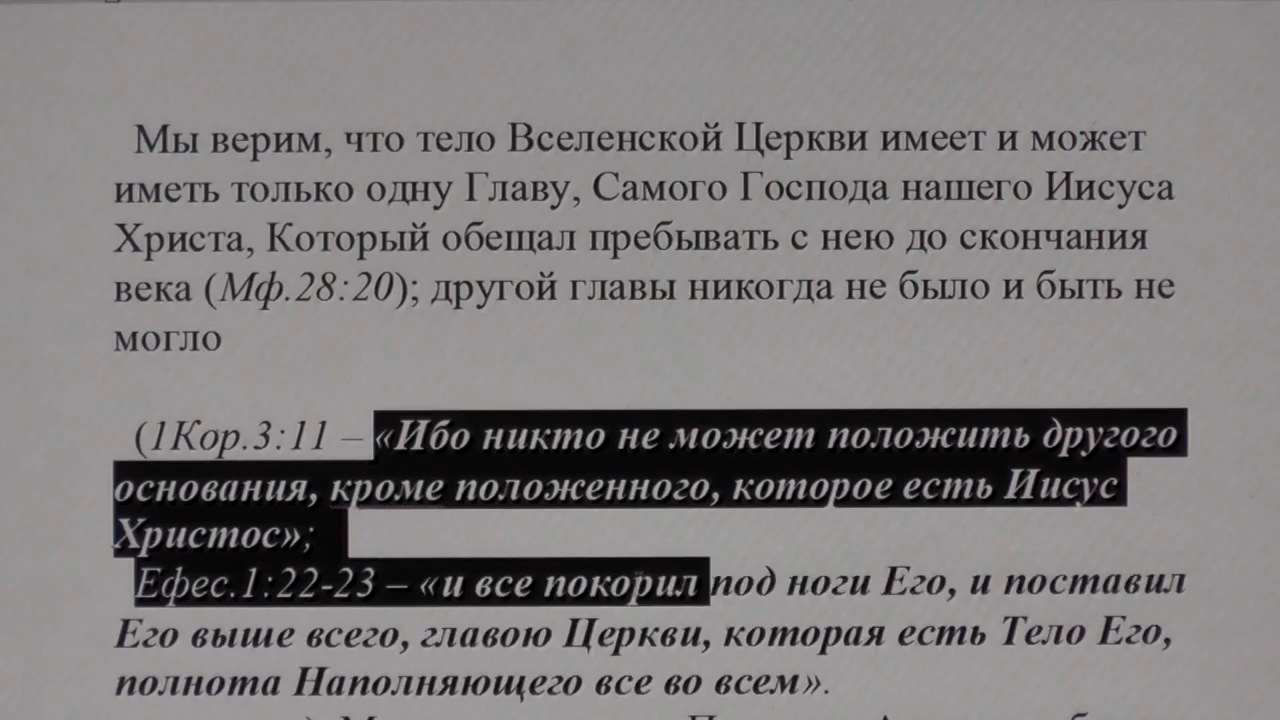 Мы верим, что тело Вселенской Церкви имеет и может
иметь только одну Главу, Самого Господа нашего Иисуса
Христа, Который обещал пребывать с нею до скончания
века (Мф.28:20); другой главы никогда не было и быть не
могло
(1Кор.3:11 – «Ибо никто не может положить другого
основания, кроме положенного, которое есть Иисус
Христос»;
Ефес.1:22-23 – «и все покорил под ноги Его, и поставил
Его выше всего, главою Церкви, которая есть Тело Его,
полнота Наполняющего все во всем».